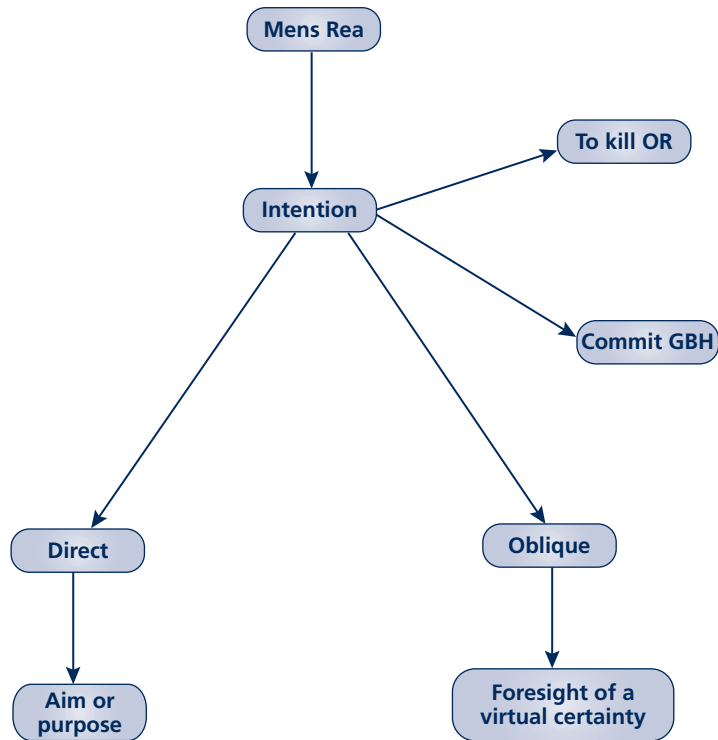 Mens Rea
To kill OR
Intention
Commit GBH
Direct
Oblique
Aim or
purpose
Foresight of a
virtual certainty